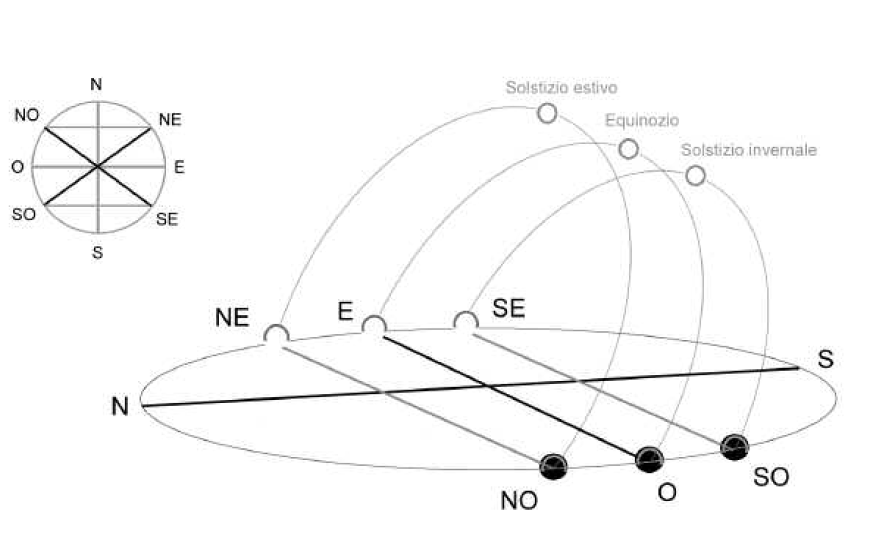 N
NO
NE
O
E
SO
SE
S
Solstizio estivo
Equinozio
Solstizio invernale
NE
E
SE
S
N
NO
O
SO